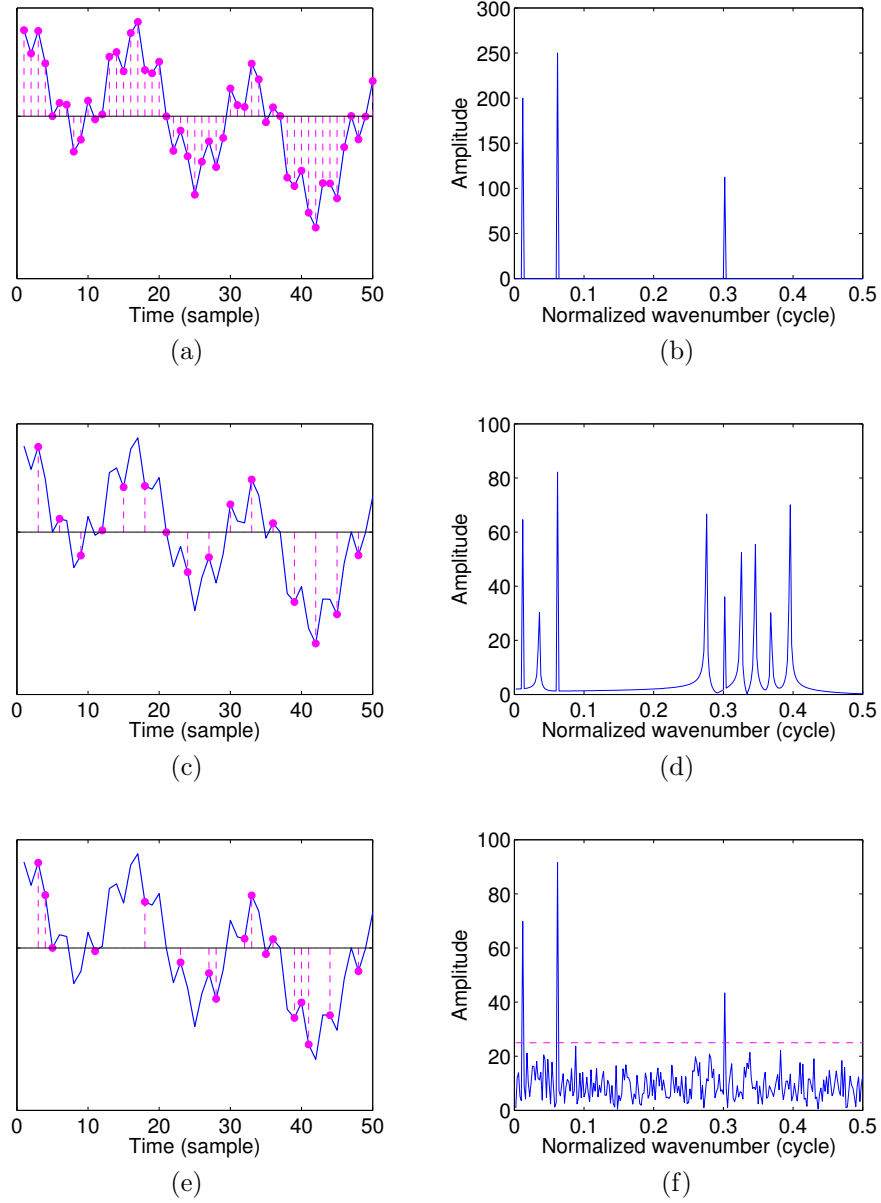 0 10 20 30 40 50
Time (sample)
(a)
300
250
200
150
100
50
0
Amplitude
0 0.1 0.2 0.3 0.4 0.5
Normalized wavenumber (cycle)
(b)
0 10 20 30 40 50
Time (sample)
(c)
100
80
60
40
20
0
Amplitude
0 0.1 0.2 0.3 0.4 0.5
Normalized wavenumber (cycle)
(d)
0 10 20 30 40 50
Time (sample)
(e)
100
80
60
40
20
0
Amplitude
0 0.1 0.2 0.3 0.4 0.5
Normalized wavenumber (cycle)
(f)